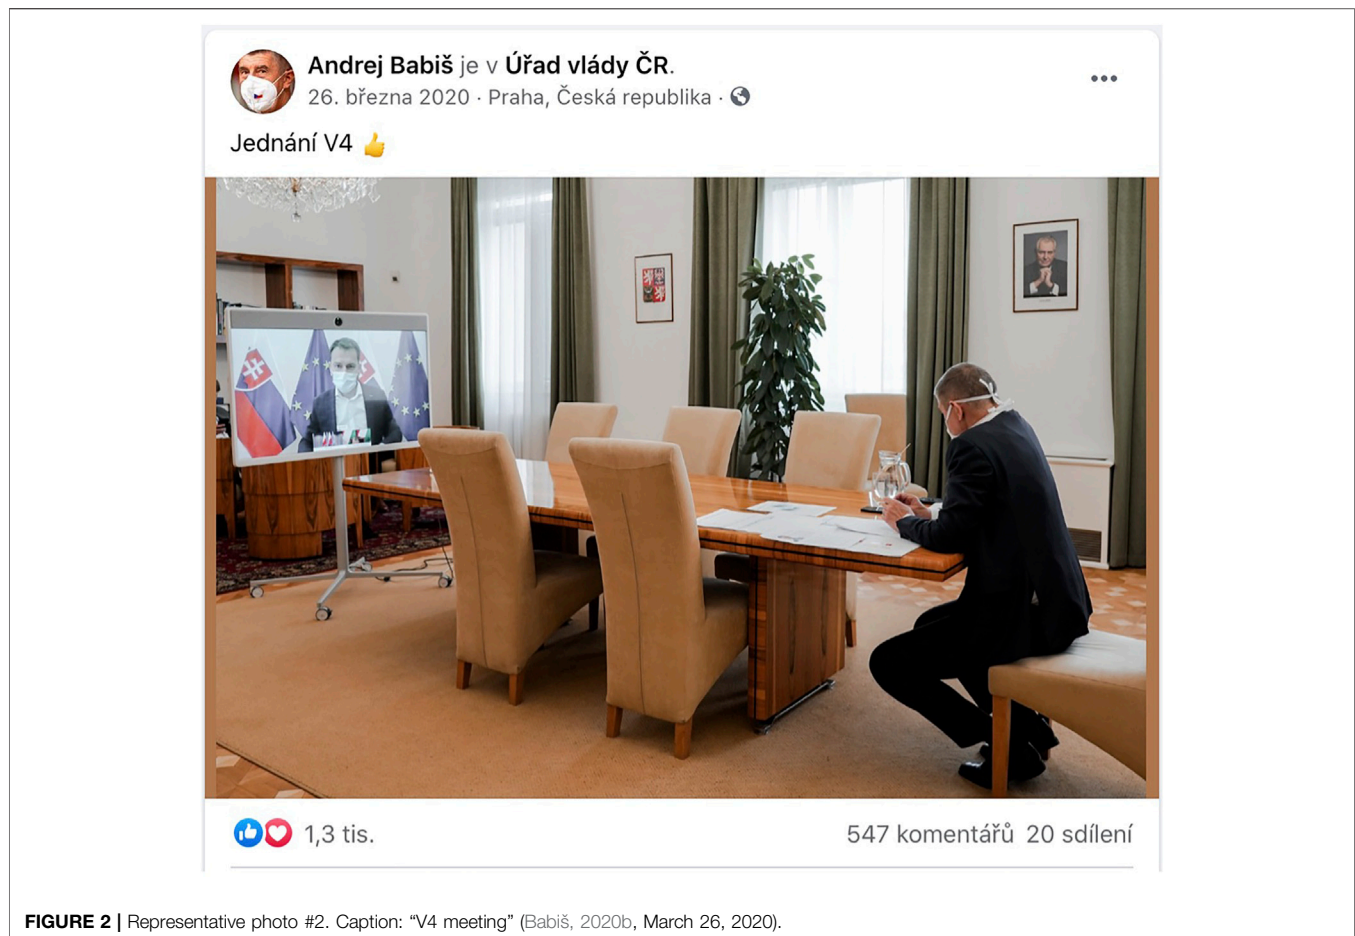 Andrej Babiš je v Úřad vlády ČR.
26. března 2020 · Praha, Česká republika ·
Jednání V4 👍
1,3 tis.
547 komentářů 20 sdílení
FIGURE 2 | Representative photo #2. Caption: “V4 meeting” (Babiš, 2020b, March 26, 2020).